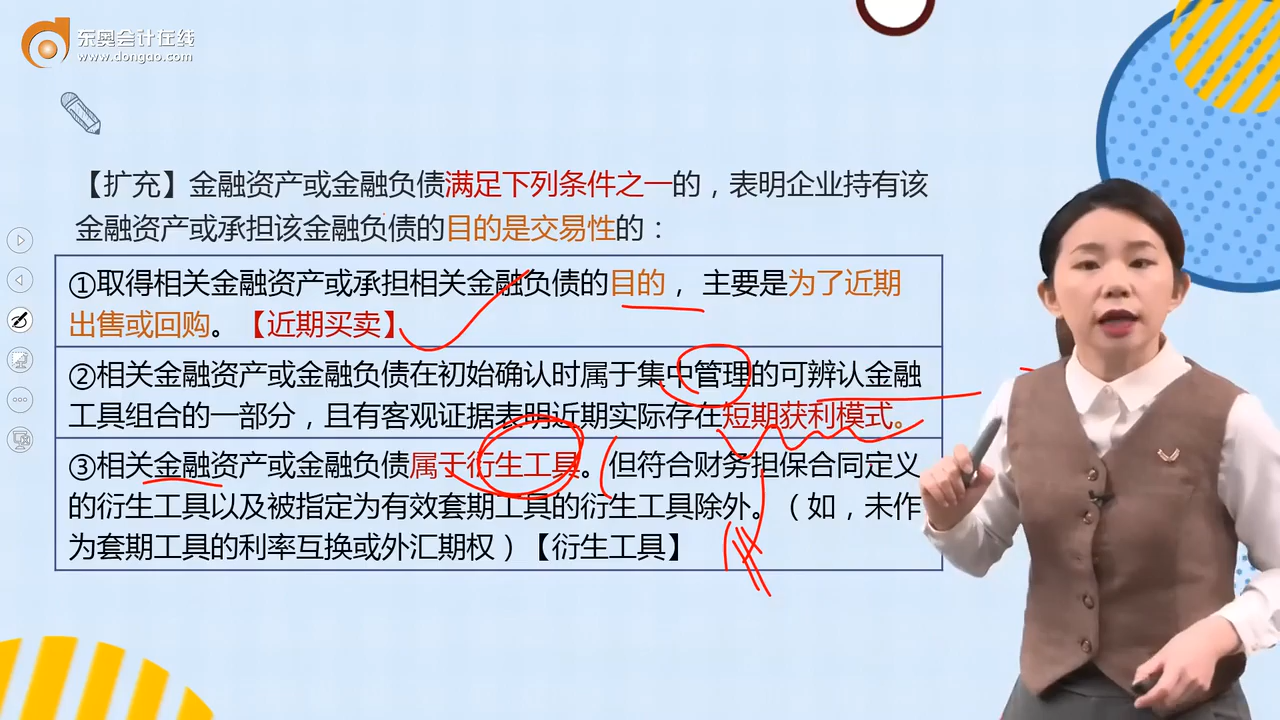 东奥会计在线
www.dongao.com
【扩充】金融资产或金融负债满足下列条件之一的，表明企业持有该
金融资产或承担该金融负债的目的是交易性的：
①取得相关金融资产或承担相关金融负债的目的， 主要是为了近期
出售或回购。【近期买卖】
②相关金融资产或金融负债在初始确认时属于集中管理的可辨认金融
工具组合的一部分，且有客观证据表明近期实际存在短期获利模式。
③相关金融资产或金融负债属于衍生工具。但符合财务担保合同定义
的衍生工具以及被指定为有效套期工具的衍生工具除外。（如，未作
为套期工具的利率互换或外汇期权）【衍生工具】